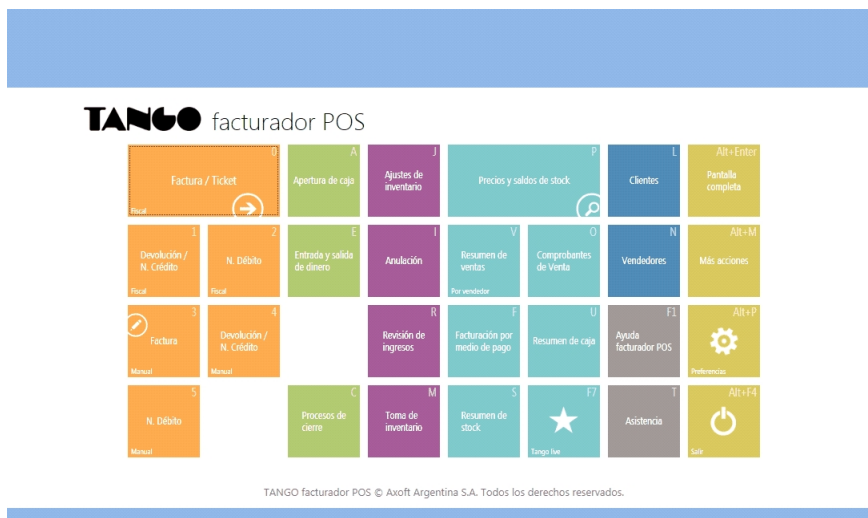 TANGO facturador POS
0
Factura / Ticket
Fiscal
A
Apertura de caja
J
Ajustes de
inventario
P
Precios y saldos de stock
L
Clientes
Alt+Enter
Pantalla
completa
1
Devolución /
N. Crédito
Fiscal
2
N. Débito
Fiscal
E
Entrada y salida
de dinero
I
Anulación
V
Resumen de
ventas
Por vendedor
O
Comprobantes
de Venta
N
Vendedores
Alt+M
Más acciones
3
Factura
Manual
4
Devolución /
N. Crédito
Manual
R
Revisión de
ingresos
F
Facturación por
medio de pago
U
Resumen de caja
F1
Ayuda
facturador POS
Alt+P
Preferencias
5
N. Débito
Manual
C
Procesos de
cierre
M
Toma de
inventario
S
Resumen de
stock
F7
Tango live
T
Asistencia
Alt+F4
Salir
TANGO facturador POS © Axoft Argentina S.A. Todos los derechos reservados.